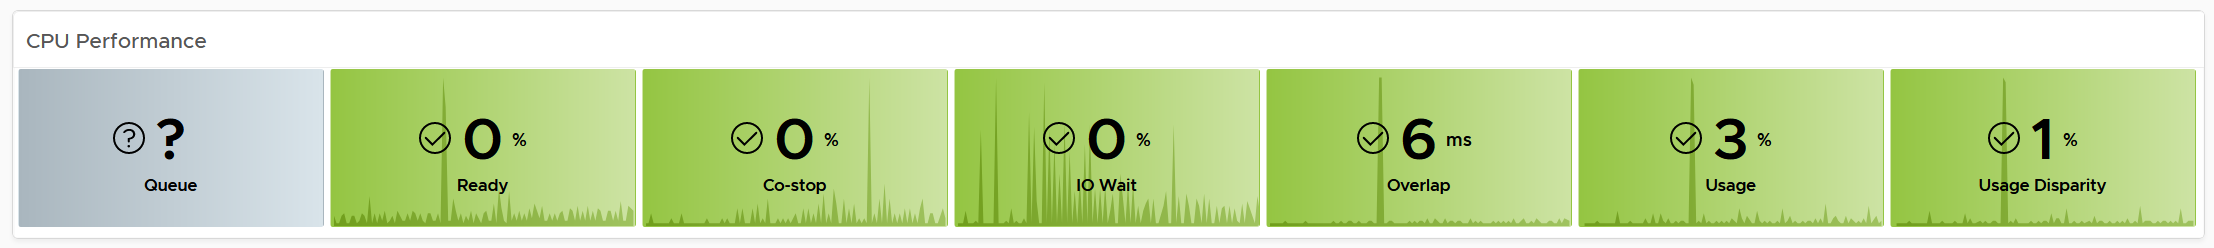 CPU Performance
? ?
Queue
0 %
Ready
0 %
Co-stop
0 %
IO Wait
6 ms
Overlap
3 %
Usage
1 %
Usage Disparity